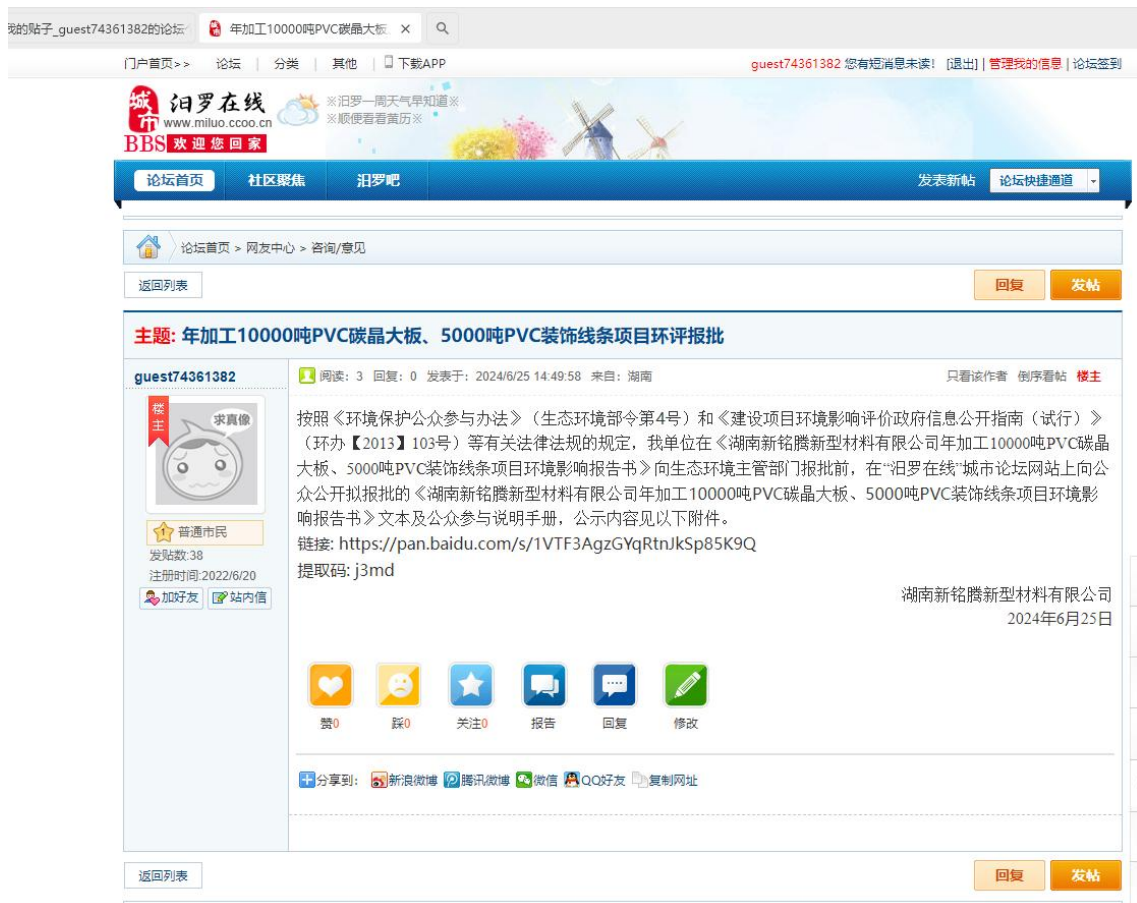 我的贴子_guest74361382的论坛
年加工10000吨PVC碳晶大板
门户首页>> 论坛 | 分类 | 其他 | 下载APP
guest74361382 您有短消息未读! [退出] | 管理我的信息 | 论坛签到
城市
BBS
汨罗在线
www.miluo.ccoo.cn
欢迎您回家
※汨罗一周天气早知道※
※顺便看看黄历※
论坛首页 社区聚焦 汨罗吧
发表新帖 论坛快捷通道
论坛首页 > 网友中心 > 咨询/意见
返回列表
回复 发帖
主题: 年加工10000吨PVC碳晶大板、5000吨PVC装饰线条项目环评报批
guest74361382
阅读: 3 回复: 0 发表于: 2024/6/25 14:49:58 来自: 湖南
只看该作者 倒序看帖 楼主
楼主
求真像
普通市民
发贴数:38
注册时间:2022/6/20
加好友 站内信
按照《环境保护公众参与办法》（生态环境部令第4号）和《建设项目环境影响评价政府信息公开指南（试行）》
（环办【2013】103号）等有关法律法规的规定，我单位在《湖南新铭腾新型材料有限公司年加工10000吨PVC碳晶
大板、5000吨PVC装饰线条项目环境影响报告书》向生态环境主管部门报批前，在“汨罗在线”城市论坛网站上向公
众公开拟报批的《湖南新铭腾新型材料有限公司年加工10000吨PVC碳晶大板、5000吨PVC装饰线条项目环境影
响报告书》文本及公众参与说明手册，公示内容见以下附件。
链接: https://pan.baidu.com/s/1VTF3AgzGYqRtnJkSp85K9Q
提取码: j3md
湖南新铭腾新型材料有限公司
2024年6月25日
赞0 踩0 关注0 报告 回复 修改
分享到: 新浪微博 腾讯微博 微信 QQ好友 复制网址
返回列表
回复 发帖